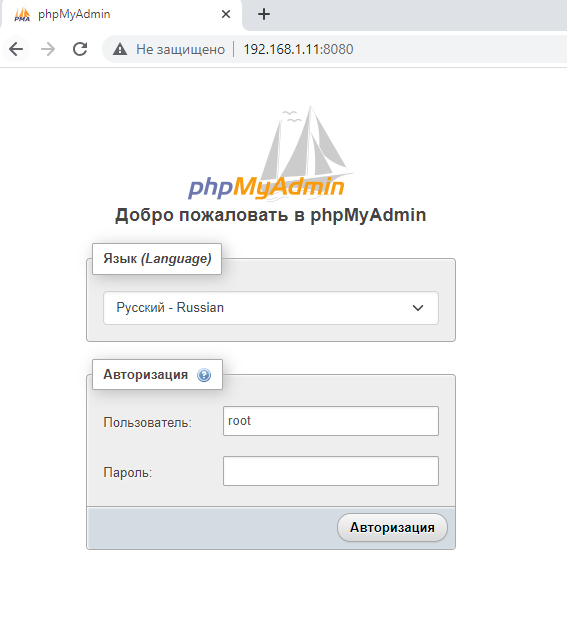 phpMyAdmin
Не защищено 192.168.1.11:8080
phpMyAdmin
Добро пожаловать в phpMyAdmin
Язык (Language)
Русский - Russian
Авторизация
Пользователь: root
Пароль:
Авторизация